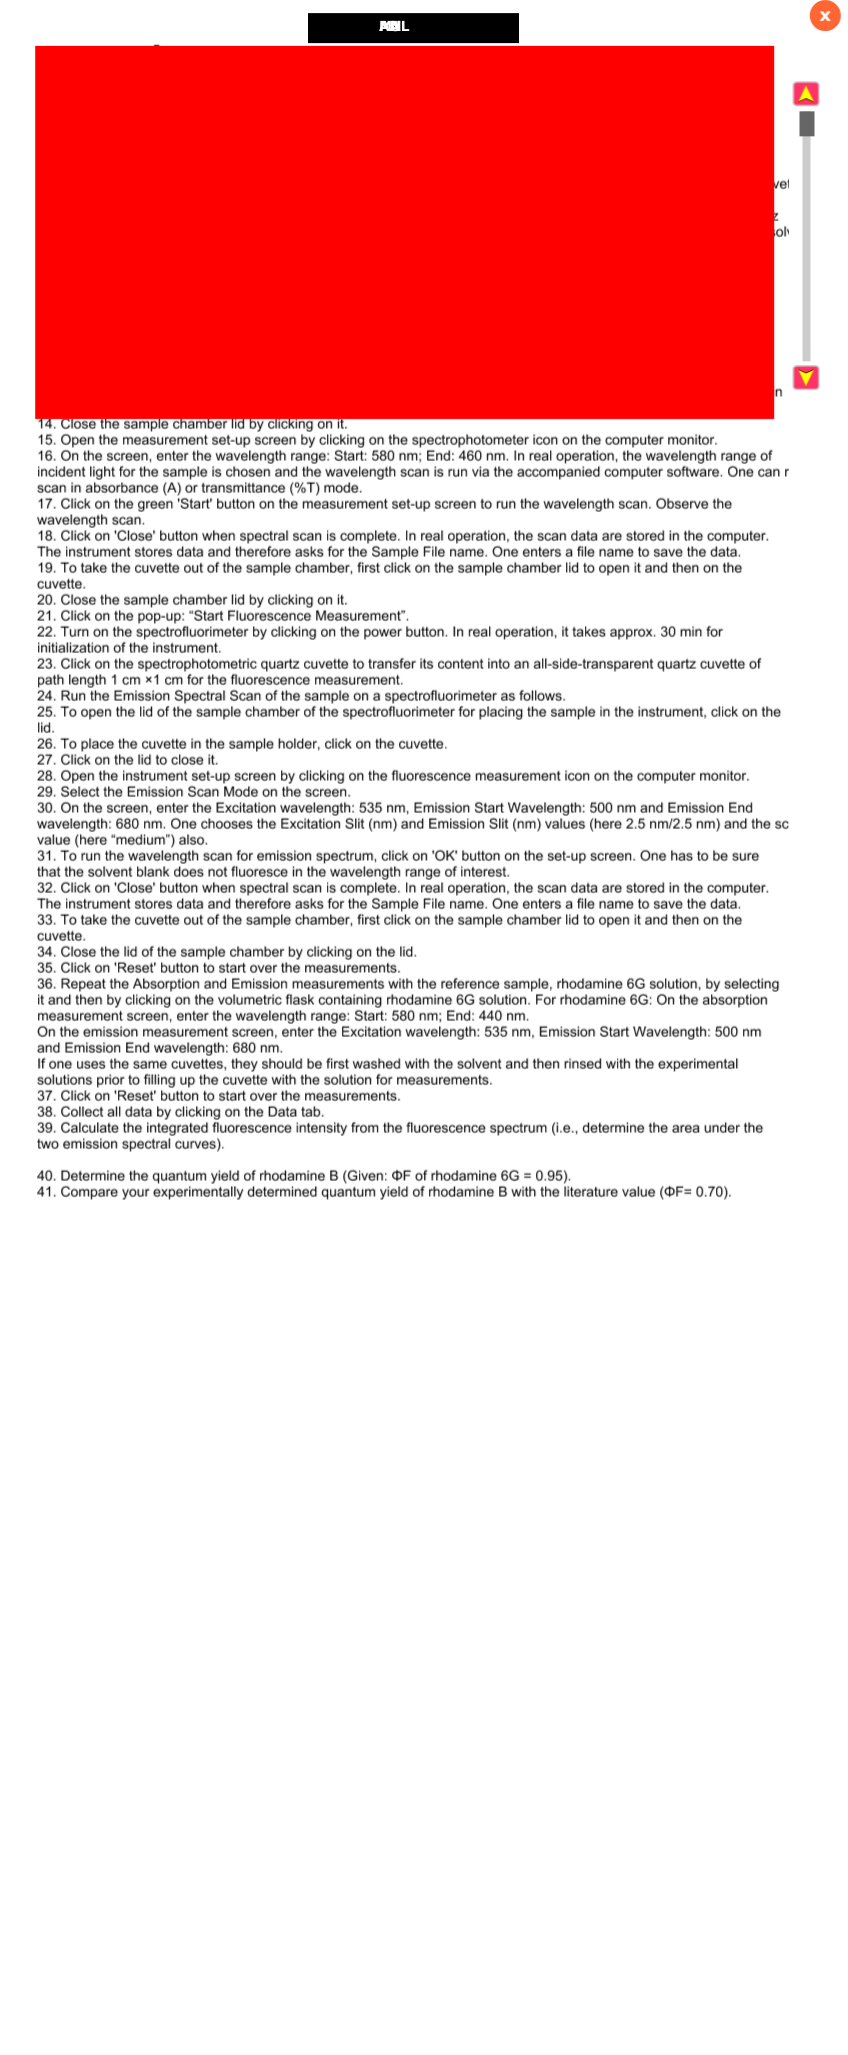 x
vet
z
solv
n
14. Close the sample chamber lid by clicking on it.
15. Open the measurement set-up screen by clicking on the spectrophotometer icon on the computer monitor.
16. On the screen, enter the wavelength range: Start: 580 nm; End: 460 nm. In real operation, the wavelength range of
incident light for the sample is chosen and the wavelength scan is run via the accompanied computer software. One can r
scan in absorbance (A) or transmittance (%T) mode.
17. Click on the green 'Start' button on the measurement set-up screen to run the wavelength scan. Observe the
wavelength scan.
18. Click on 'Close' button when spectral scan is complete. In real operation, the scan data are stored in the computer.
The instrument stores data and therefore asks for the Sample File name. One enters a file name to save the data.
19. To take the cuvette out of the sample chamber, first click on the sample chamber lid to open it and then on the
cuvette.
20. Close the sample chamber lid by clicking on it.
21. Click on the pop-up: “Start Fluorescence Measurement”.
22. Turn on the spectrofluorimeter by clicking on the power button. In real operation, it takes approx. 30 min for
initialization of the instrument.
23. Click on the spectrophotometric quartz cuvette to transfer its content into an all-side-transparent quartz cuvette of
path length 1 cm ×1 cm for the fluorescence measurement.
24. Run the Emission Spectral Scan of the sample on a spectrofluorimeter as follows.
25. To open the lid of the sample chamber of the spectrofluorimeter for placing the sample in the instrument, click on the
lid.
26. To place the cuvette in the sample holder, click on the cuvette.
27. Click on the lid to close it.
28. Open the instrument set-up screen by clicking on the fluorescence measurement icon on the computer monitor.
29. Select the Emission Scan Mode on the screen.
30. On the screen, enter the Excitation wavelength: 535 nm, Emission Start Wavelength: 500 nm and Emission End
wavelength: 680 nm. One chooses the Excitation Slit (nm) and Emission Slit (nm) values (here 2.5 nm/2.5 nm) and the sc
value (here “medium”) also.
31. To run the wavelength scan for emission spectrum, click on 'OK' button on the set-up screen. One has to be sure
that the solvent blank does not fluoresce in the wavelength range of interest.
32. Click on 'Close' button when spectral scan is complete. In real operation, the scan data are stored in the computer.
The instrument stores data and therefore asks for the Sample File name. One enters a file name to save the data.
33. To take the cuvette out of the sample chamber, first click on the sample chamber lid to open it and then on the
cuvette.
34. Close the lid of the sample chamber by clicking on the lid.
35. Click on 'Reset' button to start over the measurements.
36. Repeat the Absorption and Emission measurements with the reference sample, rhodamine 6G solution, by selecting
it and then by clicking on the volumetric flask containing rhodamine 6G solution. For rhodamine 6G: On the absorption
measurement screen, enter the wavelength range: Start: 580 nm; End: 440 nm.
On the emission measurement screen, enter the Excitation wavelength: 535 nm, Emission Start Wavelength: 500 nm
and Emission End wavelength: 680 nm.
If one uses the same cuvettes, they should be first washed with the solvent and then rinsed with the experimental
solutions prior to filling up the cuvette with the solution for measurements.
37. Click on 'Reset' button to start over the measurements.
38. Collect all data by clicking on the Data tab.
39. Calculate the integrated fluorescence intensity from the fluorescence spectrum (i.e., determine the area under the
two emission spectral curves).
40. Determine the quantum yield of rhodamine B (Given: ΦF of rhodamine 6G = 0.95).
41. Compare your experimentally determined quantum yield of rhodamine B with the literature value (ΦF= 0.70).